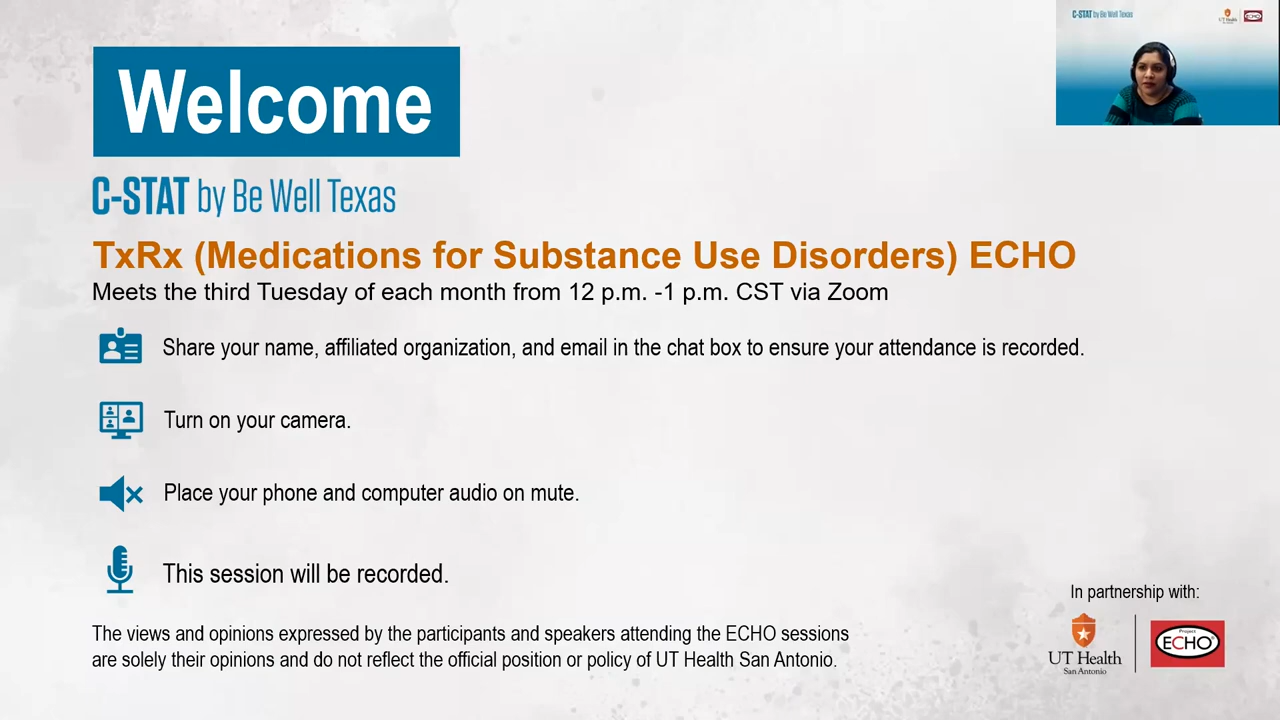 C-STAT by Be Well Texas
UT Health
ECHO
Welcome
C-STAT by Be Well Texas
TxRx (Medications for Substance Use Disorders) ECHO
Meets the third Tuesday of each month from 12 p.m. -1 p.m. CST via Zoom
Share your name, affiliated organization, and email in the chat box to ensure your attendance is recorded.
Turn on your camera.
Place your phone and computer audio on mute.
This session will be recorded.
The views and opinions expressed by the participants and speakers attending the ECHO sessions
are solely their opinions and do not reflect the official position or policy of UT Health San Antonio.
In partnership with:
UT Health
San Antonio
Project
ECHO